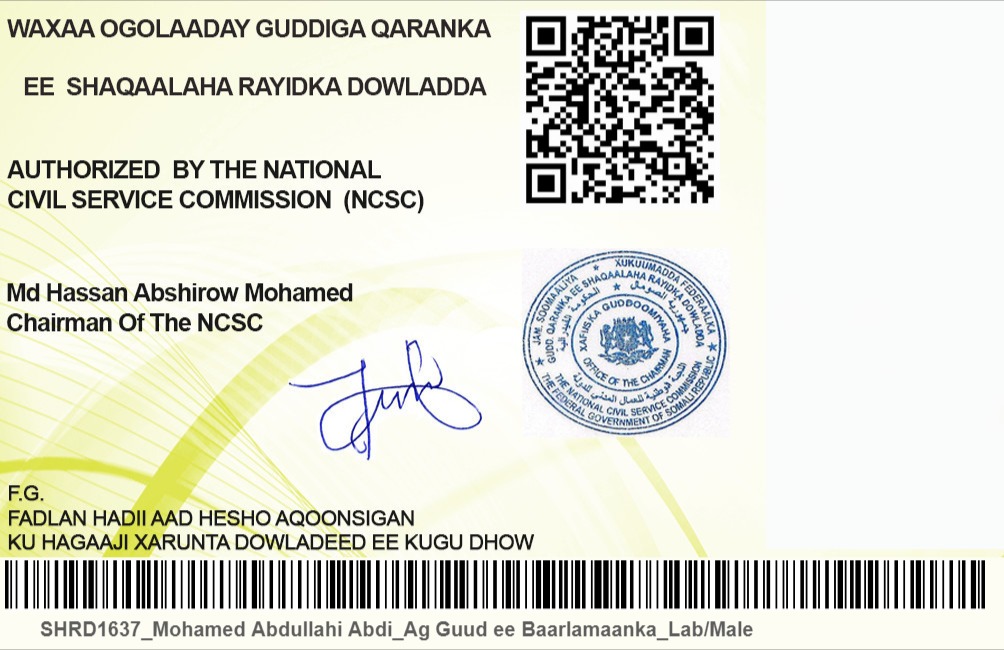 WAXAA OGOLAADAY GUDDIGA QARANKA
EE SHAQAALAHA RAYIDKA DOWLADDA
AUTHORIZED BY THE NATIONAL
CIVIL SERVICE COMMISSION (NCSC)
Md Hassan Abshirow Mohamed
Chairman Of The NCSC
JAM. SOOMAALIYA ★ XUKUUMADDA FEDERAALKA ★
GUDD. QARANKA EE SHAQAALAHA RAYIDKA DOWLADDA
XAFIISKA GUDDOOMIYAHA
OFFICE OF THE CHAIRMAN
THE NATIONAL CIVIL SERVICE COMMISSION
THE FEDERAL GOVERNMENT OF SOMALI REPUBLIC
F.G.
FADLAN HADII AAD HESHO AQOONSIGAN
KU HAGAAJI XARUNTA DOWLADEED EE KUGU DHOW
SHRD1637_Mohamed Abdullahi Abdi_Ag Guud ee Baarlamaanka_Lab/Male